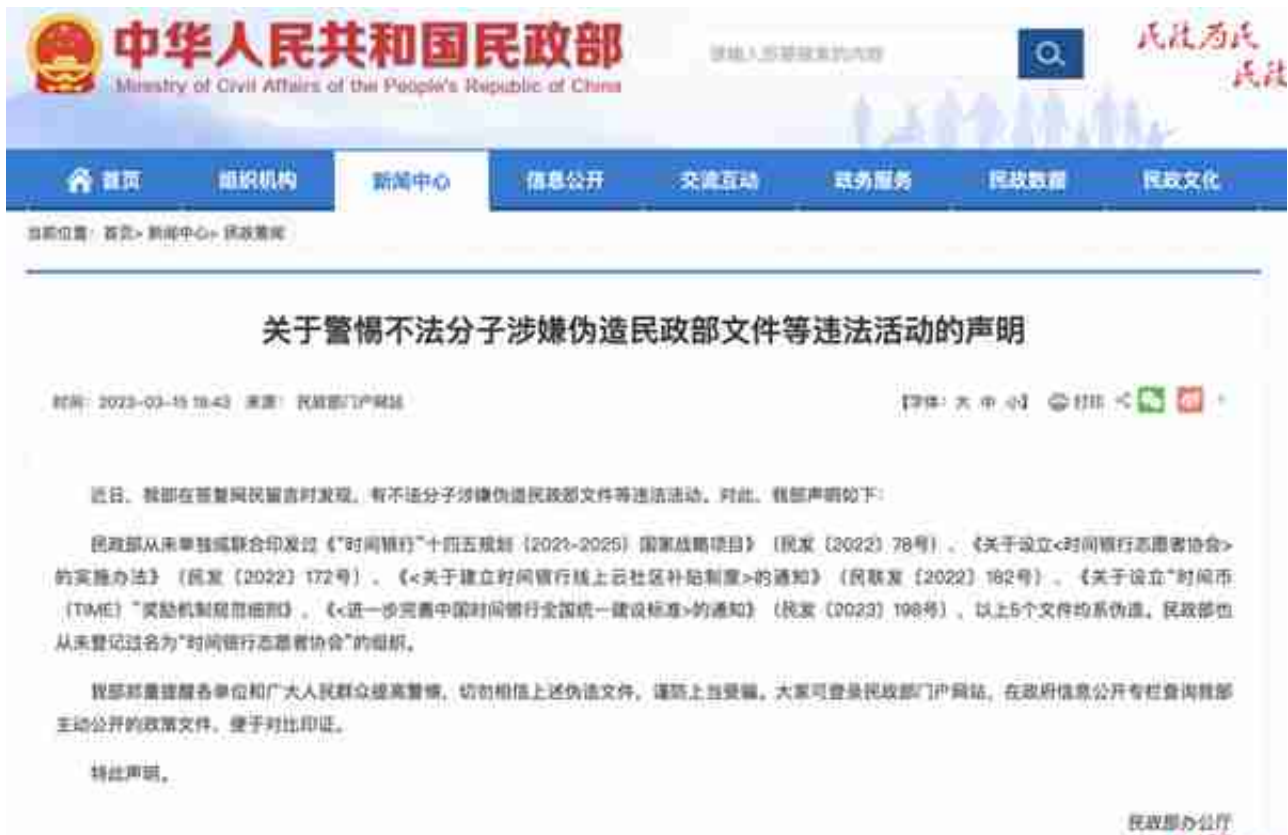 中华人民共和国民政部
Ministry of Civil Affairs of the People's Republic of China
请输入您要搜索的内容
民政为民
民政
首页 组织机构 新闻中心 信息公开 交流互动 政务服务 民政数据 民政文化
当前位置：首页> 新闻中心> 民政要闻
关于警惕不法分子涉嫌伪造民政部文件等违法活动的声明
时间：2023-03-15 18:43 来源：民政部门户网站
【字体：大 中 小】 打印
近日，我部在答复网民留言时发现，有不法分子涉嫌伪造民政部文件等违法活动。对此，我部声明如下：
民政部从未单独或联合印发过《“时间银行”十四五规划（2021-2025）国家战略项目》（民发〔2022〕78号）、《关于设立<时间银行志愿者协会>
的实施办法》（民发〔2022〕172号）、《<关于建立时间银行线上云社区补贴制度>的通知》（民联发〔2022〕182号）、《关于设立“时间币
（TIME）”奖励机制规范细则》、《<进一步完善中国时间银行全国统一建设标准>的通知》（民发〔2023〕198号），以上5个文件均系伪造。民政部也
从未登记过名为“时间银行志愿者协会”的组织。
我部郑重提醒各单位和广大人民群众提高警惕，切勿相信上述伪造文件，谨防上当受骗。大家可登录民政部门户网站，在政府信息公开专栏查询我部
主动公开的政策文件，便于对比印证。
特此声明。
民政部办公厅